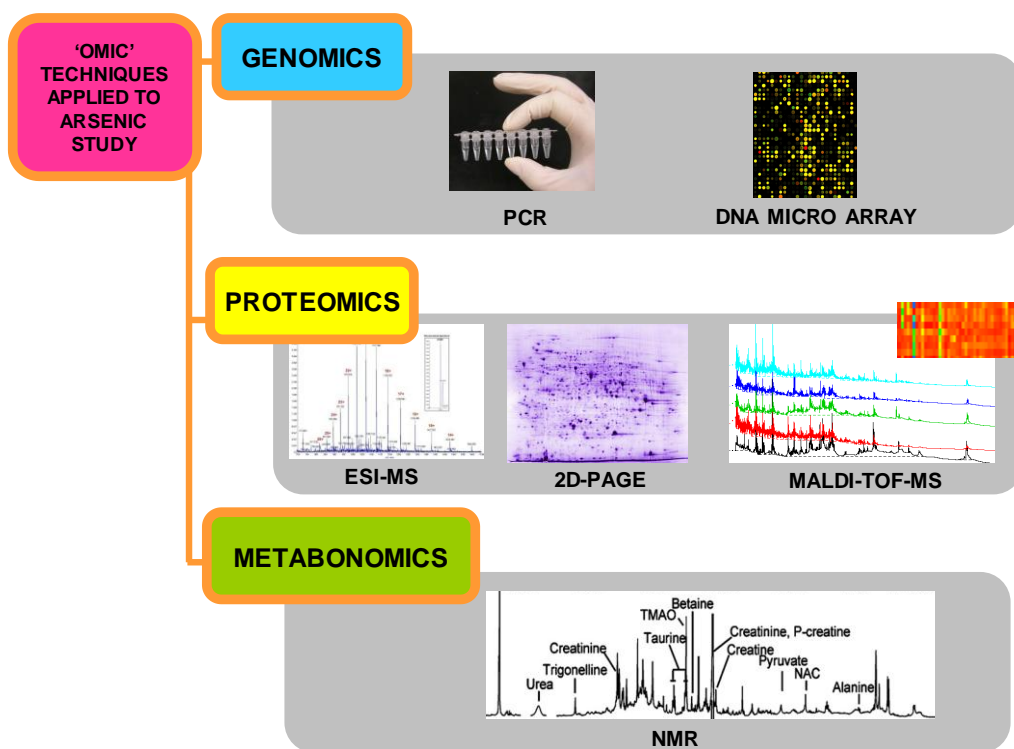 ‘OMIC’
TECHNIQUES
APPLIED TO
ARSENIC
STUDY
GENOMICS
PCR
DNA MICRO ARRAY
PROTEOMICS
ESI-MS
2D-PAGE
MALDI-TOF-MS
METABONOMICS
Betaine
TMAO
Taurine
Creatinine, P-creatine
Creatinine
Creatine
Pyruvate
Trigonelline
NAC
Urea
Alanine
NMR